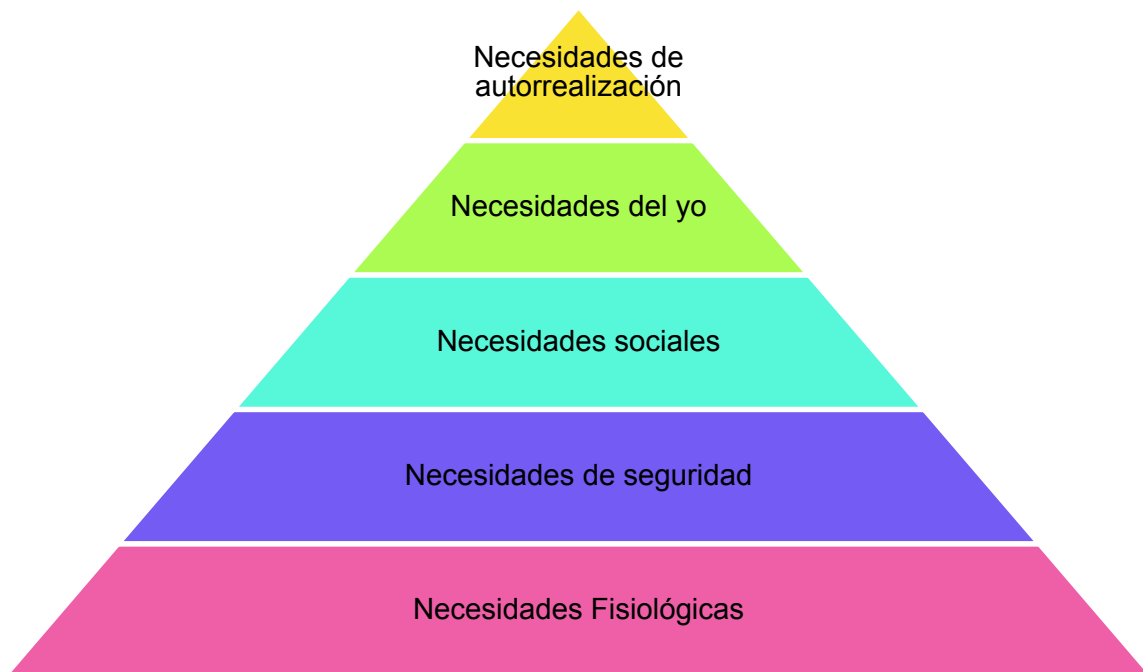 Necesidades de
autorrealización
Necesidades del yo
Necesidades sociales
Necesidades de seguridad
Necesidades Fisiológicas